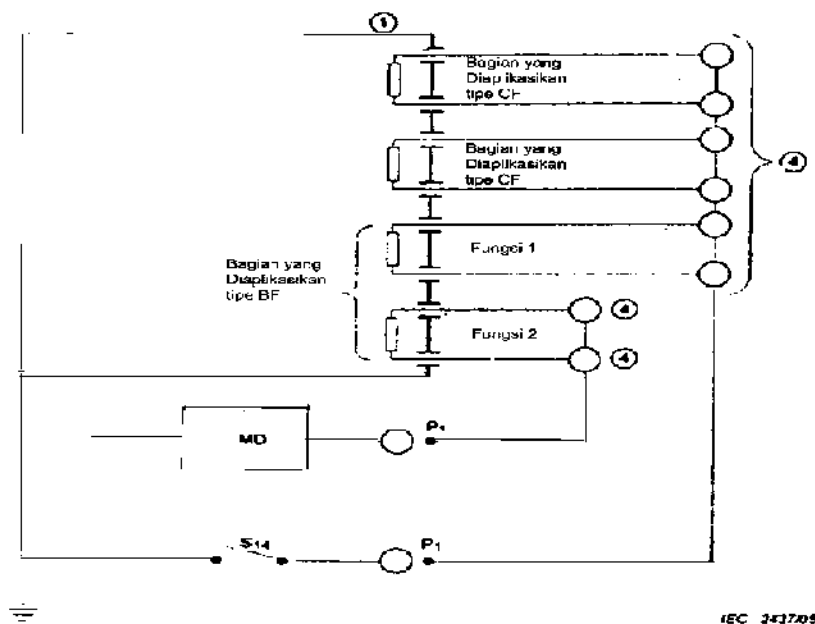 1
Bagian yang
Diaplikasikan
tipe CF
Bagian yang
Diaplikasikan
tipe CF
4
Fungsi 1
Bagian yang
Diaplikasikan
tipe BF
Fungsi 2
4
4
MD
P1
S14
P1
IEC 2437/05